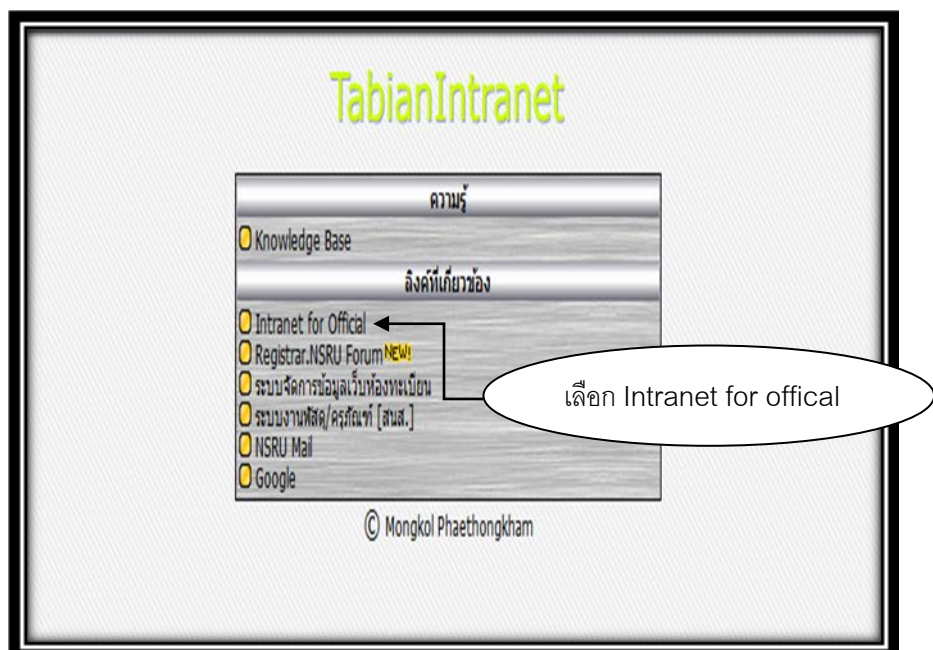 TabianIntranet
ความรู้
Knowledge Base
ลิงค์ที่เกี่ยวข้อง
Intranet for Official
Registrar.NSRU Forum NEW!
ระบบจัดการข้อมูลเว็บห้องทะเบียน
ระบบงานพัสดุ/ครุภัณฑ์ [สนส.]
NSRU Mail
Google
เลือก Intranet for offical
© Mongkol Phaethongkham